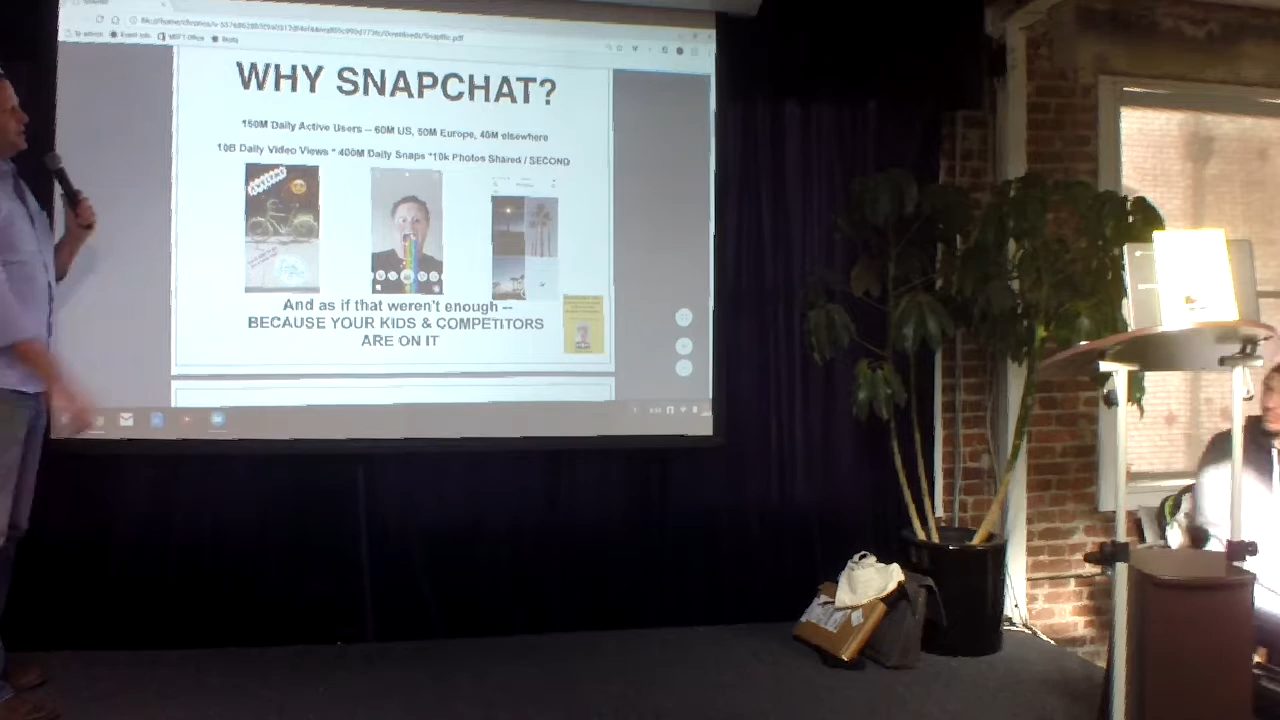 WHY SNAPCHAT?
150M Daily Active Users -- 60M US, 50M Europe, 40M elsewhere
10B Daily Video Views * 400M Daily Snaps *10k Photos Shared / SECOND
And as if that weren't enough --
BECAUSE YOUR KIDS & COMPETITORS
ARE ON IT